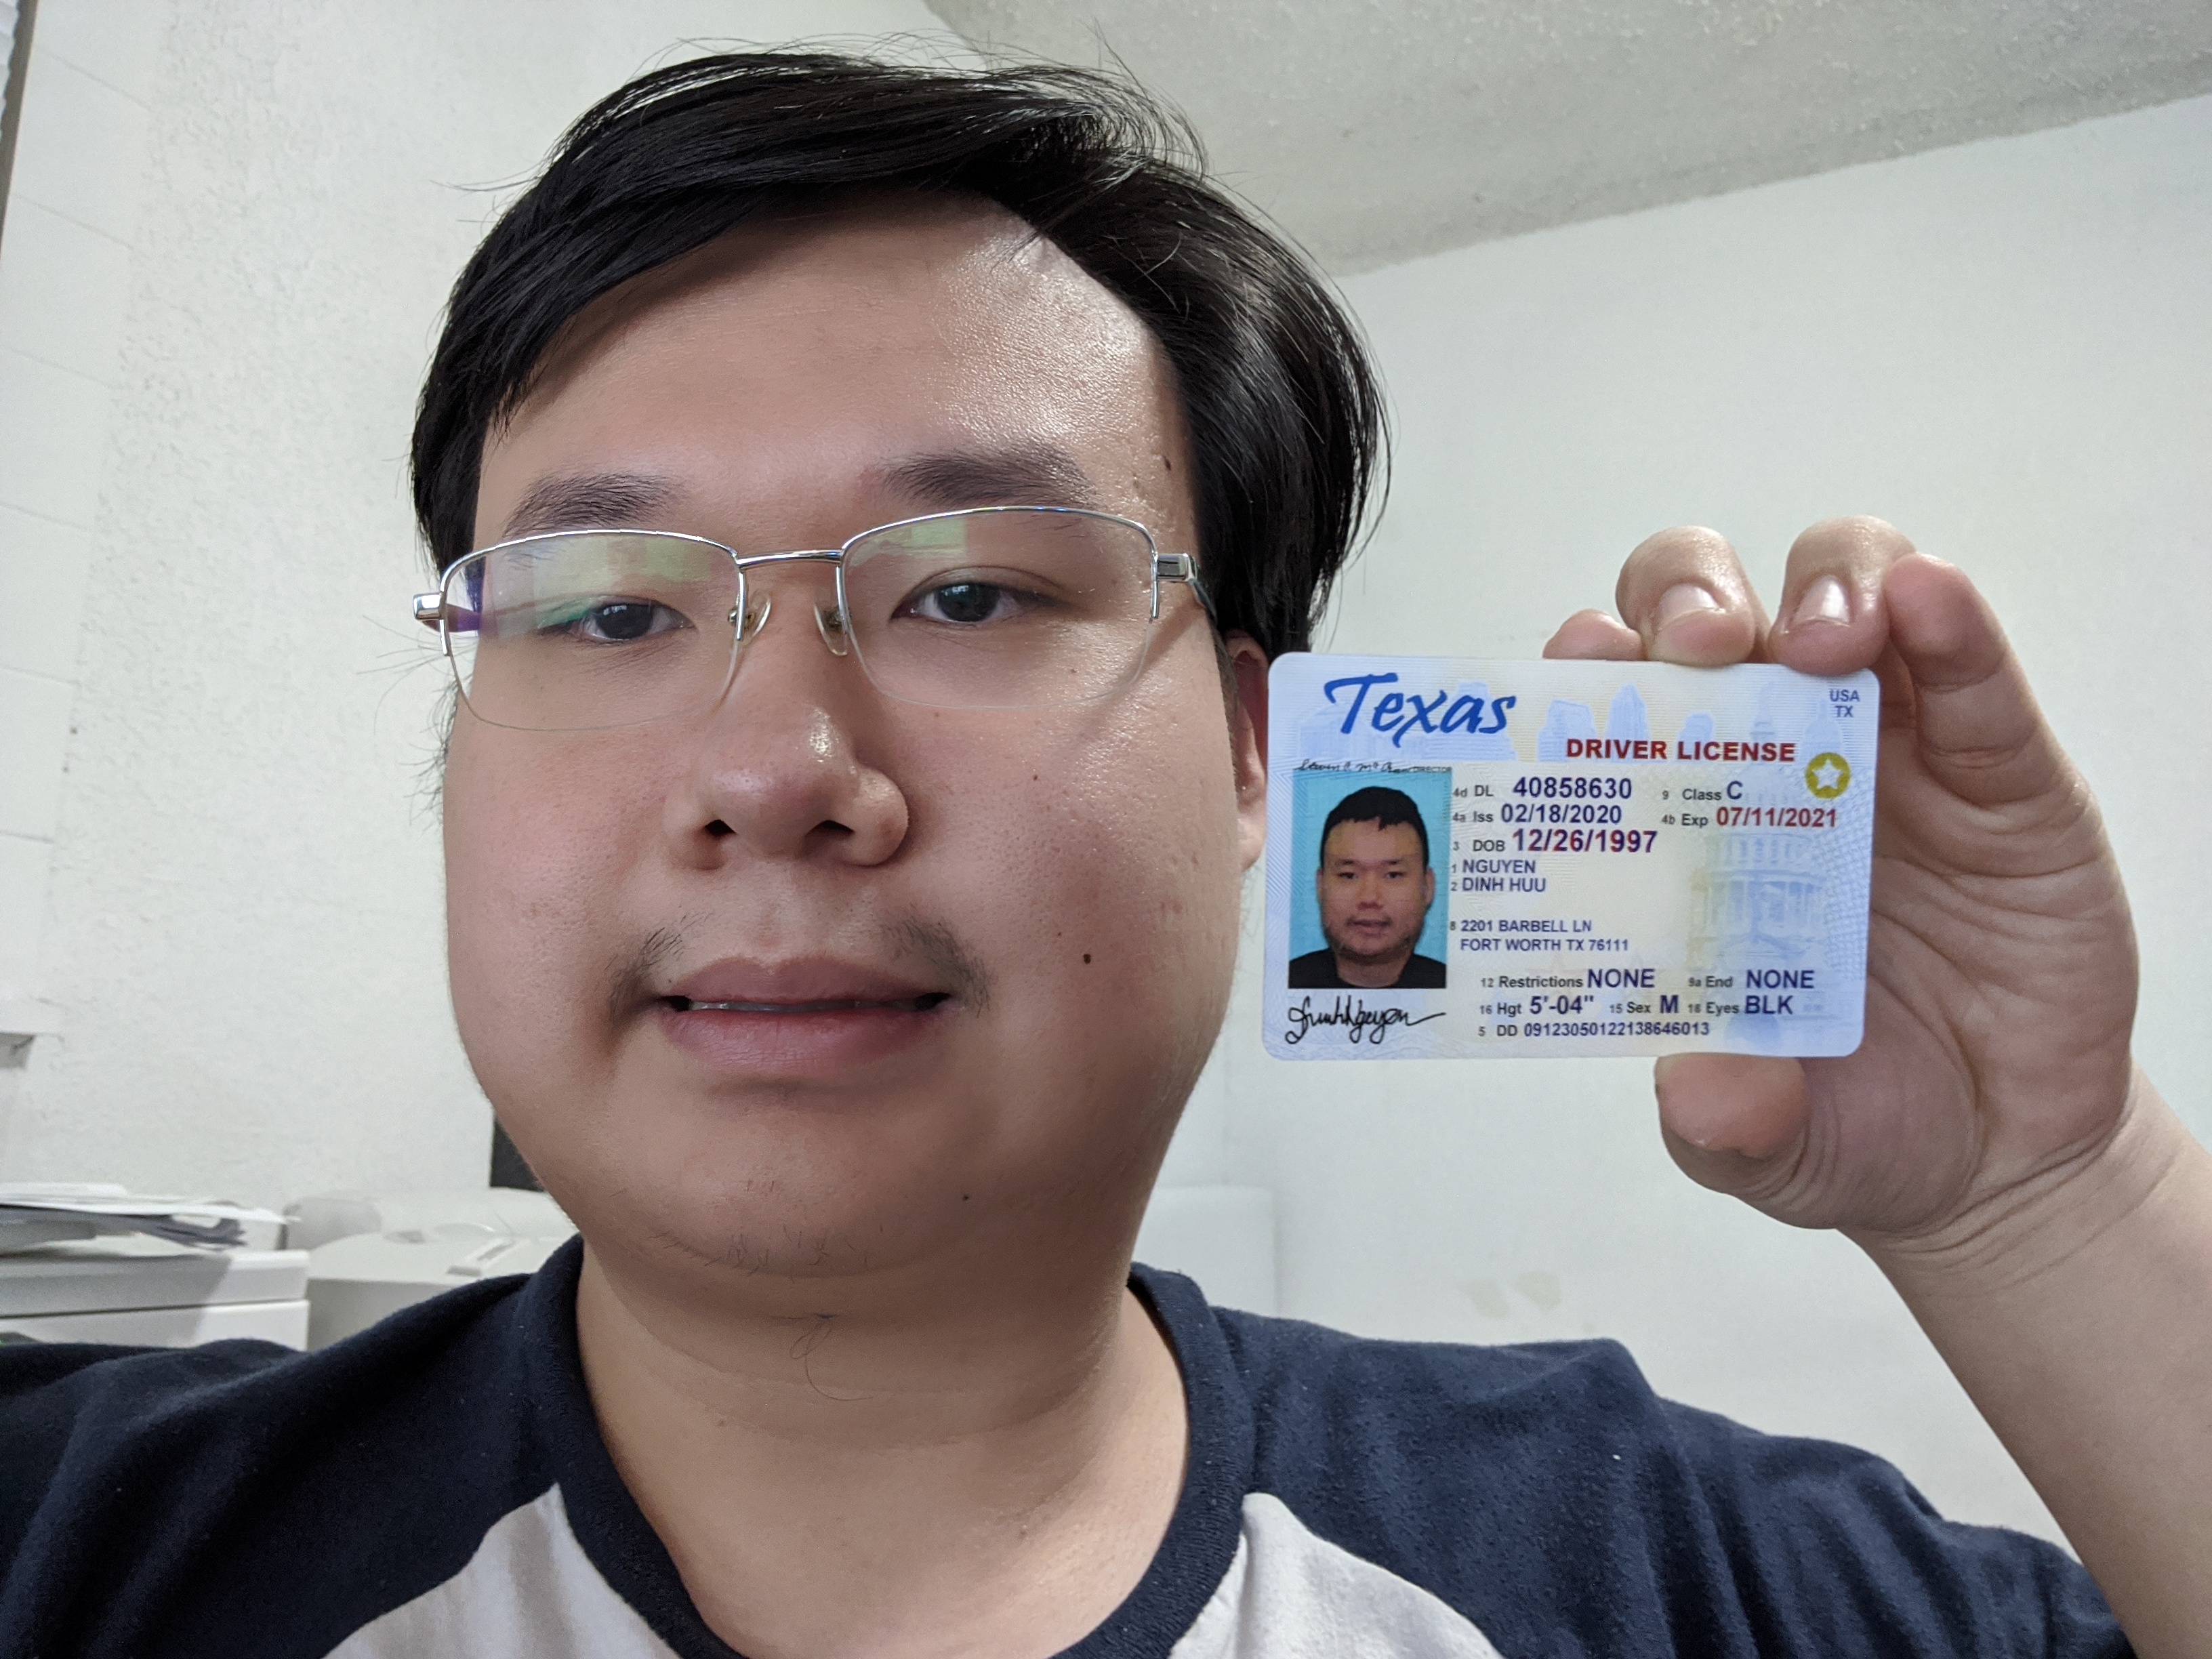 Texas
USA
TX
DRIVER LICENSE
4d DL 40858630 9 Class C
4a Iss 02/18/2020 4b Exp 07/11/2021
3 DOB 12/26/1997
1 NGUYEN
2 DINH HUU
8 2201 BARBELL LN
FORT WORTH TX 76111
12 Restrictions NONE 9a End NONE
16 Hgt 5'-04" 15 Sex M 18 Eyes BLK
5 DD 09123050122138646013